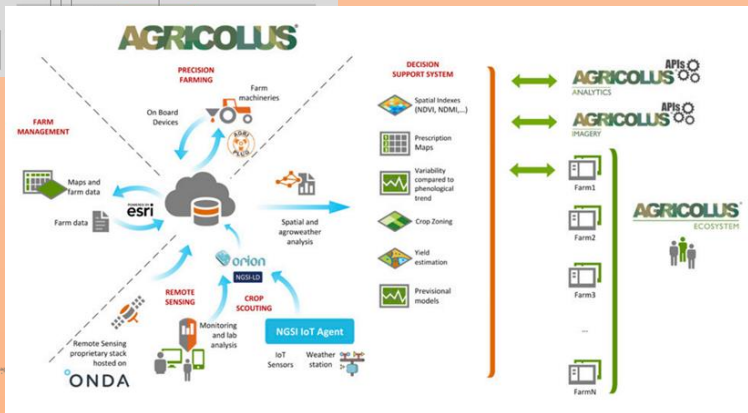 AGRICOLUS®
PRECISION
FARMING
Farm
machineries
On Board
Devices
AGRI
PLUG
FARM
MANAGEMENT
Maps and
farm data
Farm data
POWERED BY
esri
Spatial and
agroweather
analysis
orion
NGSI-LD
REMOTE
SENSING
CROP
SCOUTING
Monitoring
and lab
analysis
NGSI IoT Agent
IoT
Sensors
Weather
station
Remote Sensing
proprietary stack
hosted on
ONDA
DECISION
SUPPORT SYSTEM
Spatial Indexes
(NDVI, NDMI,...)
Prescription
Maps
Variability
compared to
phenological
trend
Crop Zoning
Yield
estimation
Previsional
models
APIs
AGRICOLUS
ANALYTICS
APIs
AGRICOLUS
IMAGERY
Farm1
Farm2
Farm3
...
FarmN
AGRICOLUS®
ECOSYSTEM